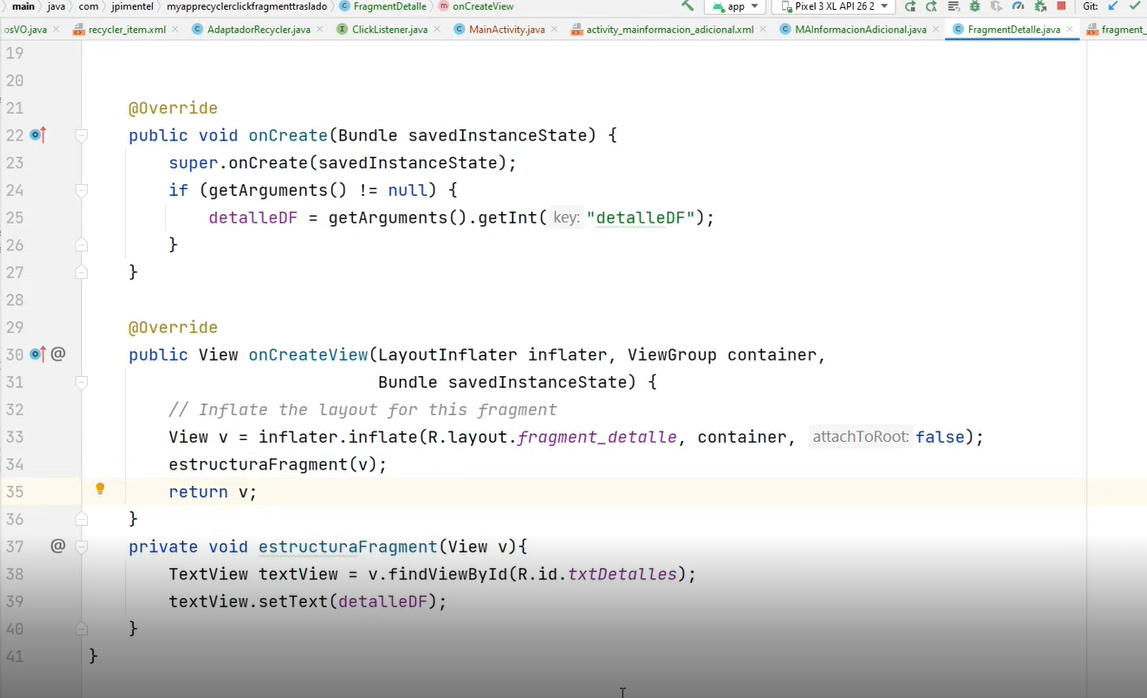 main java com jpimentel myapprecyclerclickfragmenttraslado FragmentDetalle onCreateView app Pixel 3 XL API 26 2 Git:
osVO.java recycler_item.xml AdaptadorRecycler.java ClickListener.java MainActivity.java activity_mainformacion_adicional.xml MAInformacionAdicional.java FragmentDetalle.java fragment_
19
20
21 @Override
22 public void onCreate(Bundle savedInstanceState) {
23 super.onCreate(savedInstanceState);
24 if (getArguments() != null) {
25 detalleDF = getArguments().getInt( key: "detalleDF");
26 }
27 }
28
29 @Override
30 @ public View onCreateView(LayoutInflater inflater, ViewGroup container,
31 Bundle savedInstanceState) {
32 // Inflate the layout for this fragment
33 View v = inflater.inflate(R.layout.fragment_detalle, container, attachToRoot: false);
34 estructuraFragment(v);
35 return v;
36 }
37 @ private void estructuraFragment(View v){
38 TextView textView = v.findViewById(R.id.txtDetalles);
39 textView.setText(detalleDF);
40 }
41 }